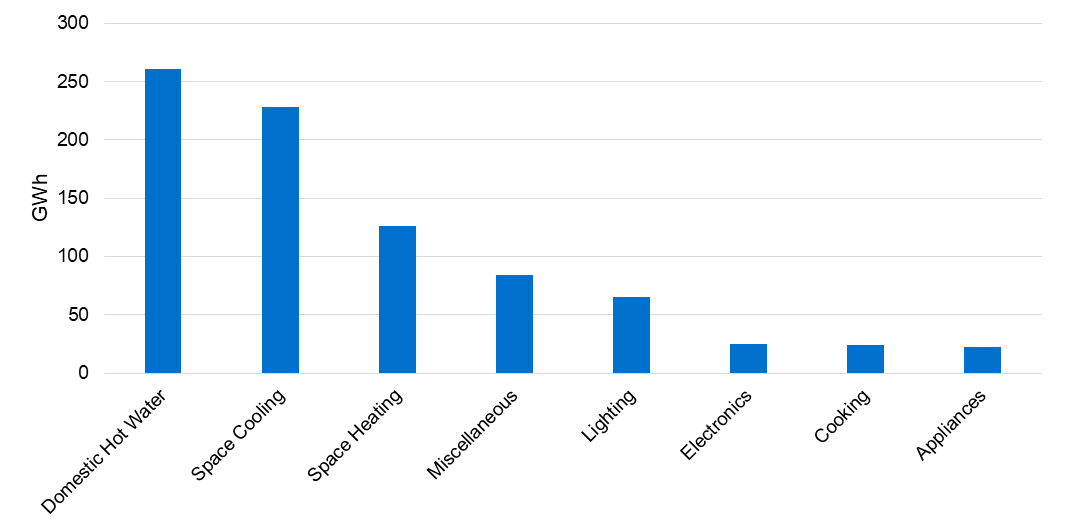 300
250
200
150
100
50
0
GWh
Domestic Hot Water
Space Cooling
Space Heating
Miscellaneous
Lighting
Electronics
Cooking
Appliances